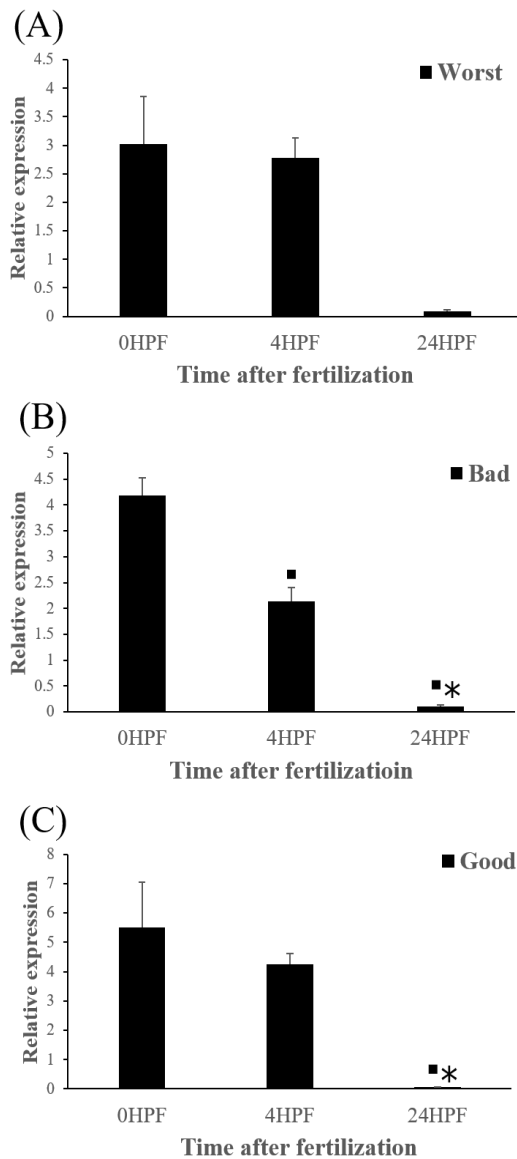 (A)
Worst
Relative expression
4.5
4
3.5
3
2.5
2
1.5
1
0.5
0
0HPF 4HPF 24HPF
Time after fertilization
(B)
Bad
Relative expression
5
4.5
4
3.5
3
2.5
2
1.5
1
0.5
0
*
0HPF 4HPF 24HPF
Time after fertilizatioin
(C)
Good
Relative expression
8
7
6
5
4
3
2
1
0
*
0HPF 4HPF 24HPF
Time after fertilization